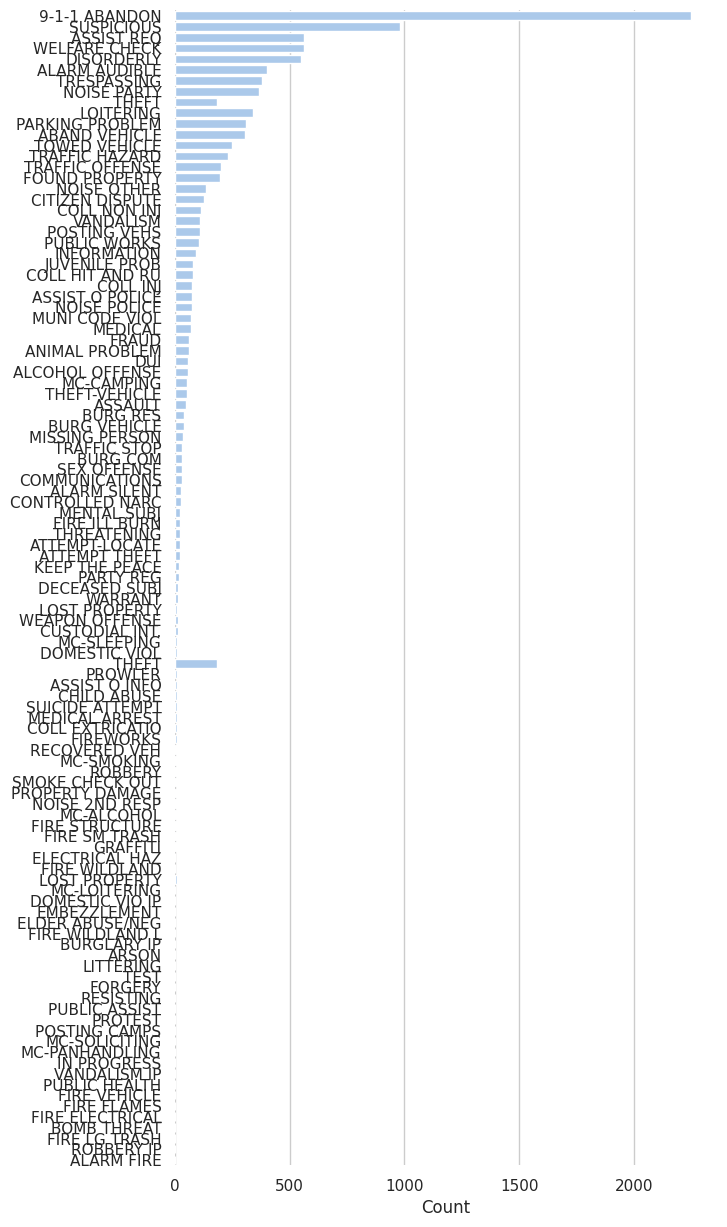 9-1-1 ABANDON
SUSPICIOUS
ASSIST REQ
WELFARE CHECK
DISORDERLY
ALARM AUDIBLE
TRESPASSING
NOISE PARTY
THEFT
LOITERING
PARKING PROBLEM
ABAND VEHICLE
TOWED VEHICLE
TRAFFIC HAZARD
TRAFFIC OFFENSE
FOUND PROPERTY
NOISE OTHER
CITIZEN DISPUTE
COLL NON INJ
VANDALISM
POSTING VEHS
PUBLIC WORKS
INFORMATION
JUVENILE PROB
COLL HIT AND RU
COLL INJ
ASSIST O POLICE
NOISE POLICE
MUNI CODE VIOL
MEDICAL
FRAUD
ANIMAL PROBLEM
DUI
ALCOHOL OFFENSE
MC-CAMPING
THEFT-VEHICLE
ASSAULT
BURG RES
BURG VEHICLE
MISSING PERSON
TRAFFIC STOP
BURG COM
SEX OFFENSE
COMMUNICATIONS
ALARM SILENT
CONTROLLED NARC
MENTAL SUBJ
FIRE ILL BURN
THREATENING
ATTEMPT-LOCATE
ATTEMPT THEFT
KEEP THE PEACE
PARTY REG
DECEASED SUBJ
WARRANT
LOST PROPERTY
WEAPON OFFENSE
CUSTODIAL INT.
MC-SLEEPING
DOMESTIC VIOL
THEFT
PROWLER
ASSIST O INFO
CHILD ABUSE
SUICIDE ATTEMPT
MEDICAL ARREST
COLL EXTRICATIO
FIREWORKS
RECOVERED VEH
MC-SMOKING
ROBBERY
SMOKE CHECK OUT
PROPERTY DAMAGE
NOISE 2ND RESP
MC-ALCOHOL
FIRE STRUCTURE
FIRE SM TRASH
GRAFFITI
ELECTRICAL HAZ
FIRE WILDLAND
LOST PROPERTY
MC-LOITERING
DOMESTIC VIO IP
EMBEZZLEMENT
ELDER ABUSE/NEG
FIRE WILDLAND L
BURGLARY IP
ARSON
LITTERING
TEST
FORGERY
RESISTING
PUBLIC ASSIST
PROTEST
POSTING CAMPS
MC-SOLICITING
MC-PANHANDLING
IN PROGRESS
VANDALISM IP
PUBLIC HEALTH
FIRE VEHICLE
FIRE FLAMES
FIRE ELECTRICAL
BOMB THREAT
FIRE LG TRASH
ROBBERY IP
ALARM FIRE
0 500 1000 1500 2000
Count